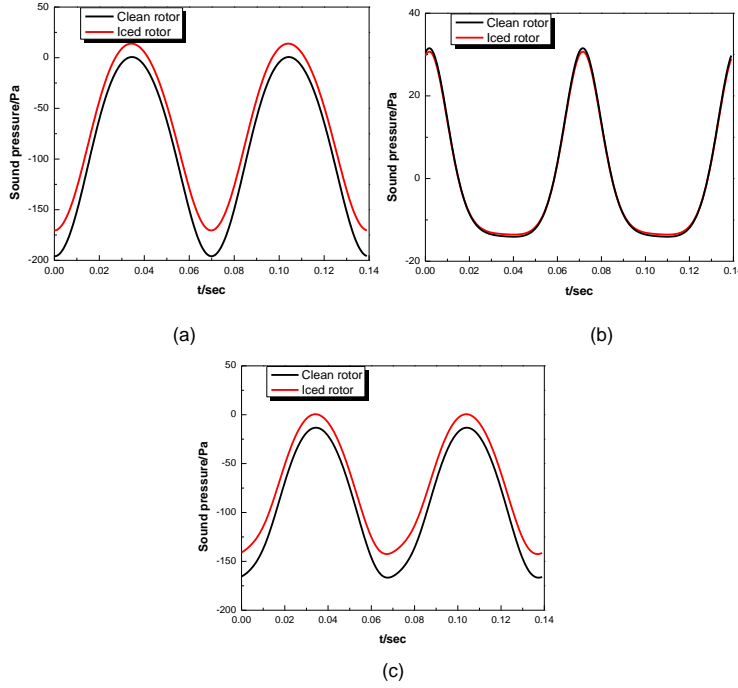 50
0
-50
-100
-150
-200
0.00 0.02 0.04 0.06 0.08 0.10 0.12 0.14
Sound pressure/Pa
t/sec
Clean rotor
Iced rotor
(a)
40
20
0
-20
0.00 0.02 0.04 0.06 0.08 0.10 0.12 0.14
Sound pressure/Pa
t/sec
Clean rotor
Iced rotor
(b)
50
0
-50
-100
-150
-200
0.00 0.02 0.04 0.06 0.08 0.10 0.12 0.14
Sound pressure/Pa
t/sec
Clean rotor
Iced rotor
(c)